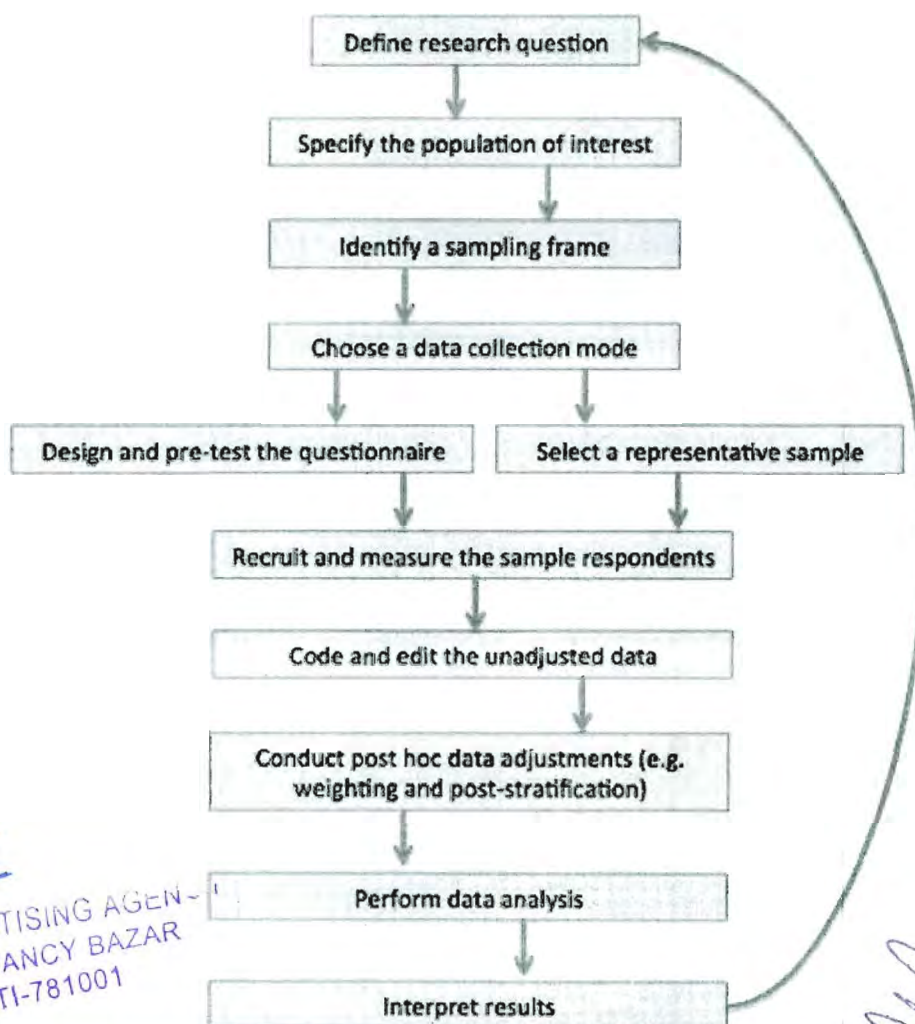 Define research question
Specify the population of interest
Identify a sampling frame
Choose a data collection mode
Design and pre-test the questionnaire
Select a representative sample
Recruit and measure the sample respondents
Code and edit the unadjusted data
Conduct post hoc data adjustments (e.g.
weighting and post-stratification)
Perform data analysis
TISING AGEN
ANCY BAZAR
TI-781001
Interpret results